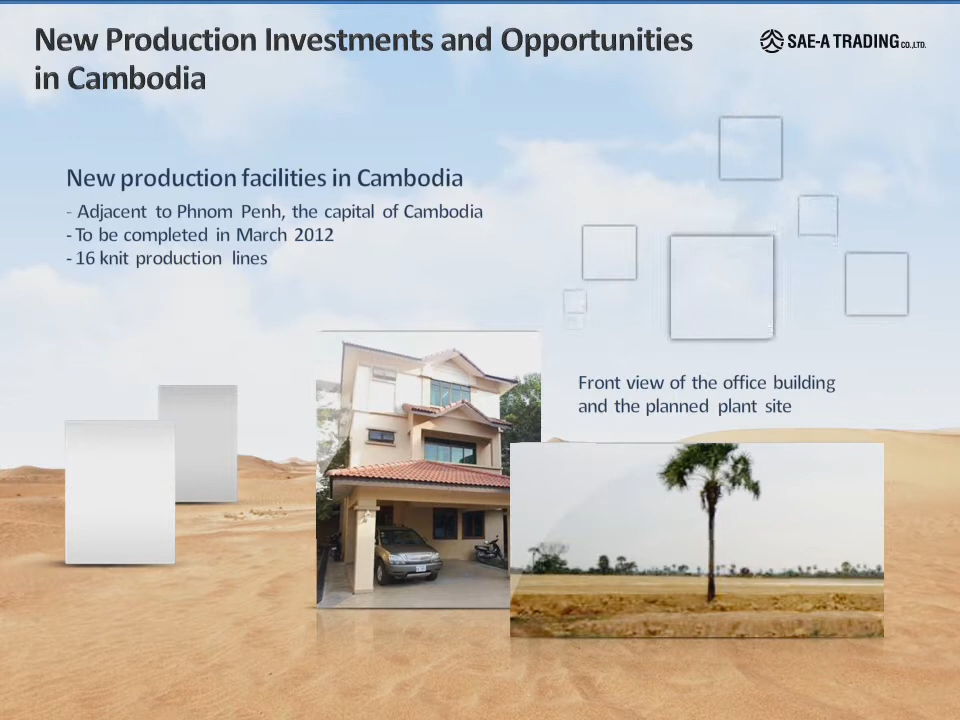 New Production Investments and Opportunities
in Cambodia
SAE-A TRADING CO.,LTD.
New production facilities in Cambodia
- Adjacent to Phnom Penh, the capital of Cambodia
- To be completed in March 2012
- 16 knit production lines
Front view of the office building
and the planned plant site